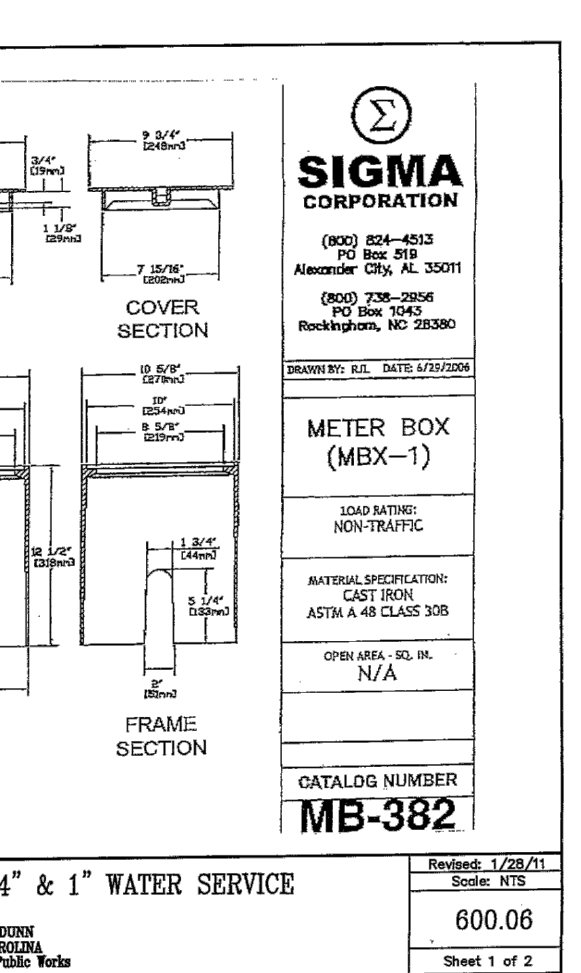 9 3/4"
[248mm]
3/4"
[19mm]
1 1/8"
[29mm]
7 15/16"
[202mm]
COVER
SECTION
10 5/8"
[270mm]
10"
[254mm]
8 5/8"
[219mm]
12 1/2"
[318mm]
1 3/4"
[44mm]
5 1/4"
[133mm]
2"
[51mm]
FRAME
SECTION
Σ
SIGMA
CORPORATION
(800) 824-4513
PO Box 519
Alexander City, AL 35011
(800) 738-2956
PO Box 1043
Rockingham, NC 28380
DRAWN BY: RJL DATE: 6/29/2006
METER BOX
(MBX-1)
LOAD RATING:
NON-TRAFFIC
MATERIAL SPECIFICATION:
CAST IRON
ASTM A 48 CLASS 30B
OPEN AREA - SQ. IN.
N/A
CATALOG NUMBER
MB-382
4" & 1" WATER SERVICE
DUNN
ROLINA
Public Works
Revised: 1/28/11
Scale: NTS
600.06
Sheet 1 of 2